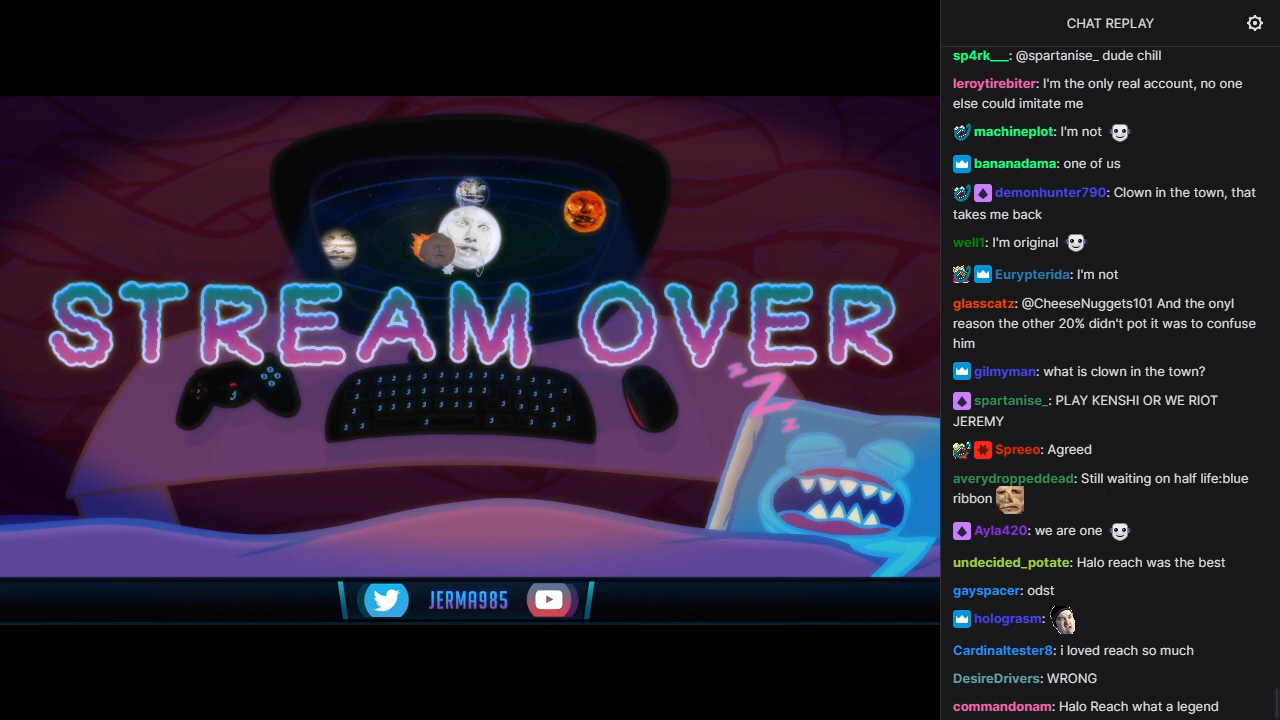 STREAM OVER
z
Z
z
JERMA985
CHAT REPLAY
sp4rk___: @spartanise_ dude chill
leroytirebiter: I'm the only real account, no one
else could imitate me
machineplot: I'm not
bananadama: one of us
demonhunter790: Clown in the town, that
takes me back
well1: I'm original
Eurypterida: I'm not
glasscatz: @CheeseNuggets101 And the onyl
reason the other 20% didn't pot it was to confuse
him
gilmyman: what is clown in the town?
spartanise_: PLAY KENSHI OR WE RIOT
JEREMY
Spreeo: Agreed
averydroppeddead: Still waiting on half life:blue
ribbon
Ayla420: we are one
undecided_potate: Halo reach was the best
gayspacer: odst
holograsm:
Cardinaltester8: i loved reach so much
DesireDrivers: WRONG
commandonam: Halo Reach what a legend